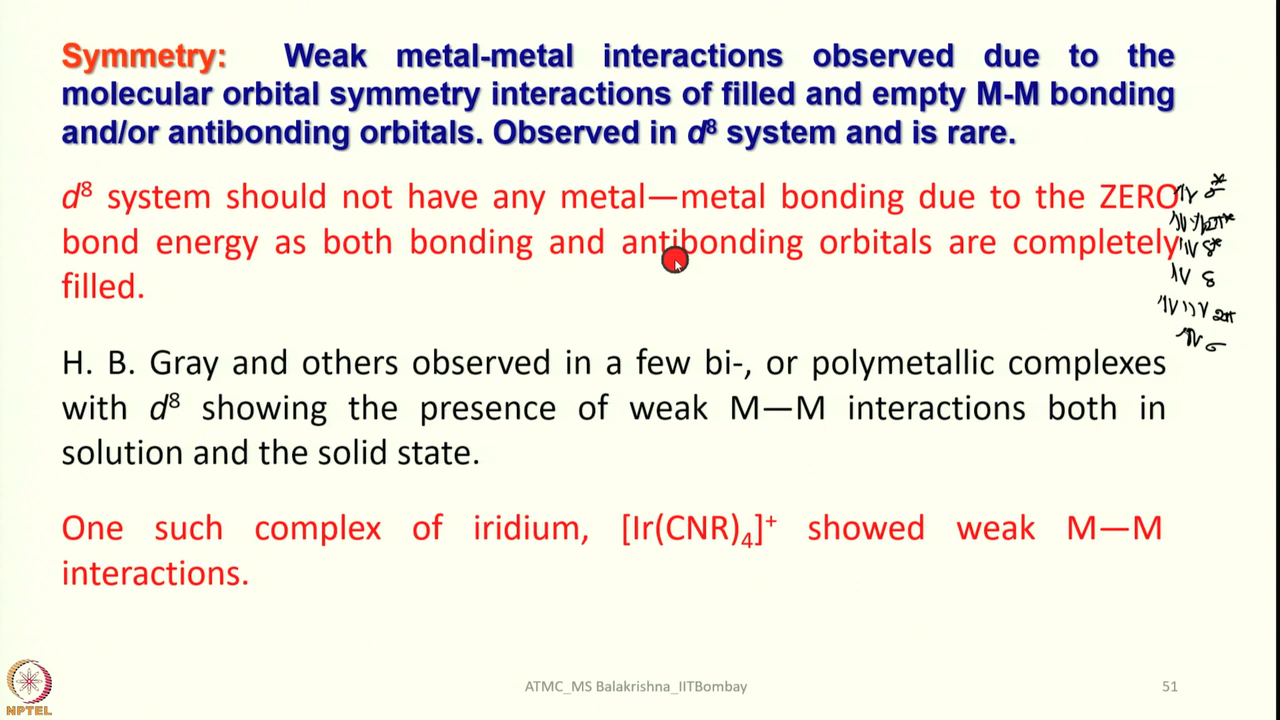 Symmetry: Weak metal-metal interactions observed due to the
molecular orbital symmetry interactions of filled and empty M-M bonding
and/or antibonding orbitals. Observed in d⁸ system and is rare.
d⁸ system should not have any metal—metal bonding due to the ZERO
bond energy as both bonding and antibonding orbitals are completely
filled.
H. B. Gray and others observed in a few bi-, or polymetallic complexes
with d⁸ showing the presence of weak M—M interactions both in
solution and the solid state.
One such complex of iridium, [Ir(CNR)₄]⁺ showed weak M—M
interactions.
σ*
2π*
δ*
δ
2π
σ
NPTEL
ATMC_MS Balakrishna_IITBombay
51